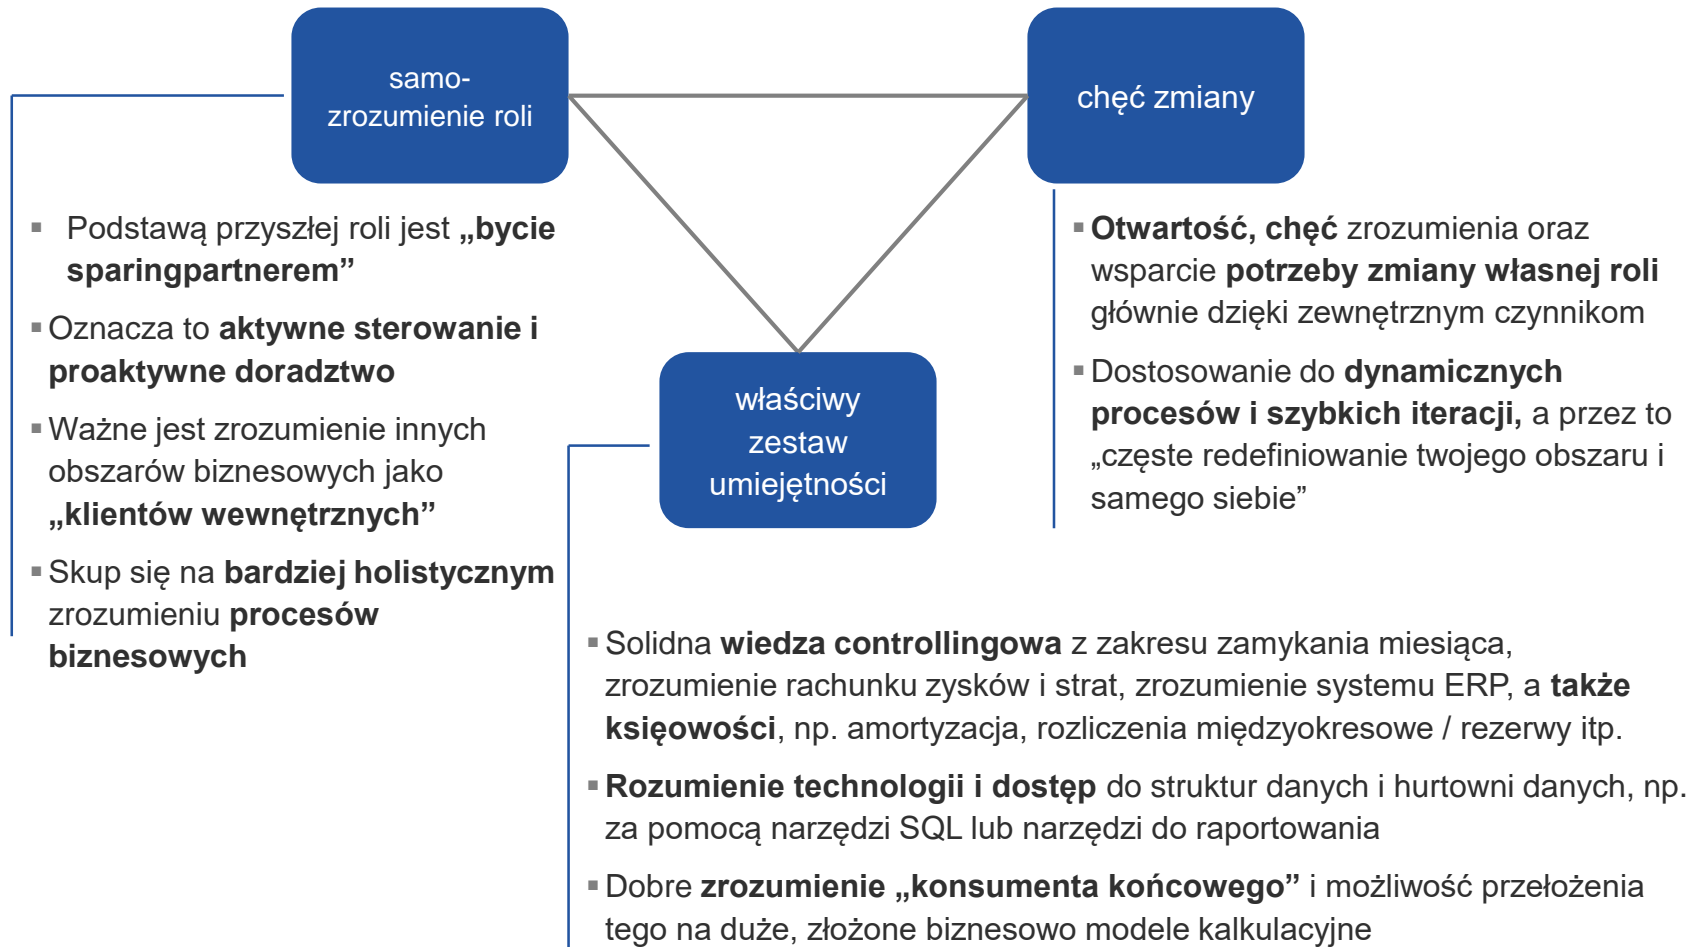 samo-
zrozumienie roli
chęć zmiany
▪ Podstawą przyszłej roli jest „bycie
sparingpartnerem”
▪ Oznacza to aktywne sterowanie i
proaktywne doradztwo
▪ Ważne jest zrozumienie innych
obszarów biznesowych jako
„klientów wewnętrznych”
▪ Skup się na bardziej holistycznym
zrozumieniu procesów
biznesowych
▪ Otwartość, chęć zrozumienia oraz
wsparcie potrzeby zmiany własnej roli
głównie dzięki zewnętrznym czynnikom
▪ Dostosowanie do dynamicznych
procesów i szybkich iteracji, a przez to
„częste redefiniowanie twojego obszaru i
samego siebie”
właściwy
zestaw
umiejętności
▪ Solidna wiedza controllingowa z zakresu zamykania miesiąca,
zrozumienie rachunku zysków i strat, zrozumienie systemu ERP, a także
księowości, np. amortyzacja, rozliczenia międzyokresowe / rezerwy itp.
▪ Rozumienie technologii i dostęp do struktur danych i hurtowni danych, np.
za pomocą narzędzi SQL lub narzędzi do raportowania
▪ Dobre zrozumienie „konsumenta końcowego” i możliwość przełożenia
tego na duże, złożone biznesowo modele kalkulacyjne